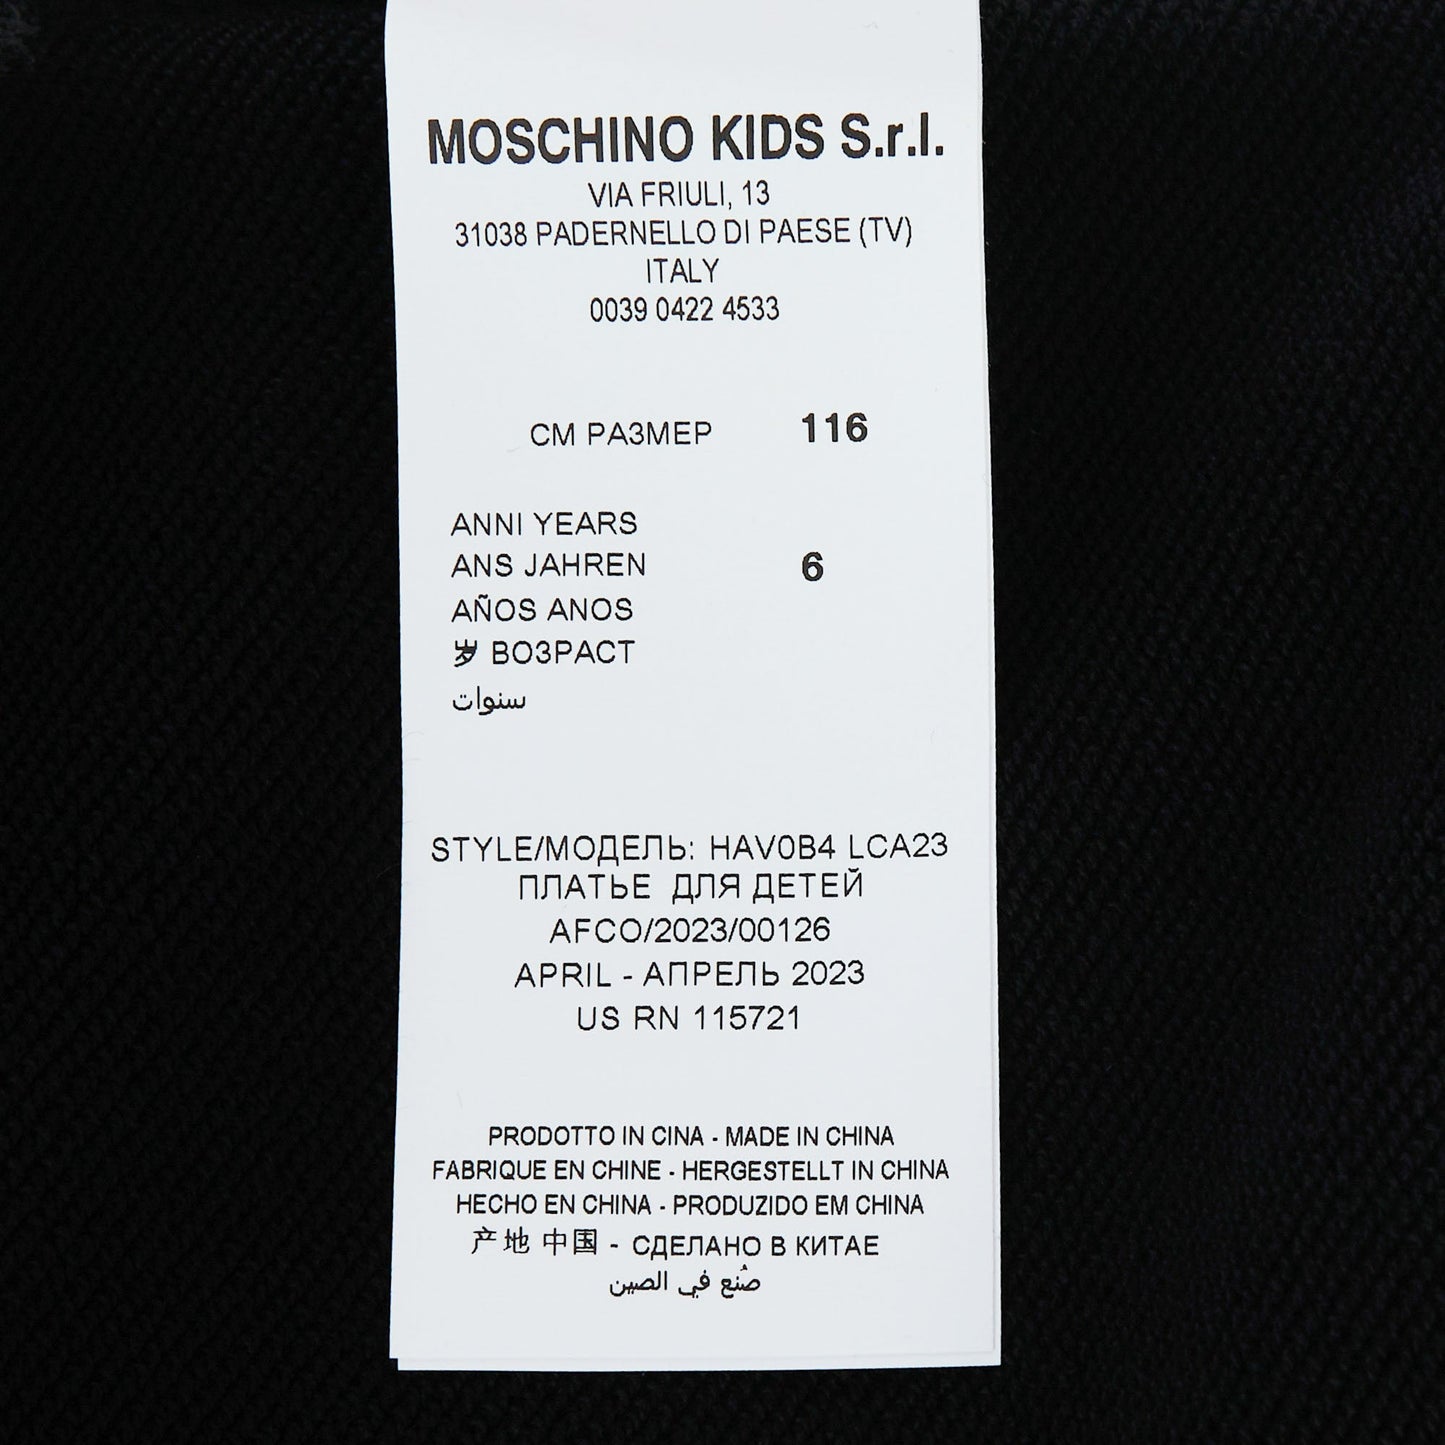 MOSCHINO KIDS S.r.l.
VIA FRIULI, 13
31038 PADERNELLO DI PAESE (TV)
ITALY
0039 0422 4533
СМ РАЗМЕР 116
ANNI YEARS
ANS JAHREN 6
AÑOS ANOS
岁 ВОЗРАСТ
سنوات
STYLE/МОДЕЛЬ: HAV0B4 LCA23
ПЛАТЬЕ ДЛЯ ДЕТЕЙ
AFCO/2023/00126
APRIL - АПРЕЛЬ 2023
US RN 115721
PRODOTTO IN CINA - MADE IN CHINA
FABRIQUE EN CHINE - HERGESTELLT IN CHINA
HECHO EN CHINA - PRODUZIDO EM CHINA
产地 中国 - СДЕЛАНО В КИТАЕ
صُنع في الصين